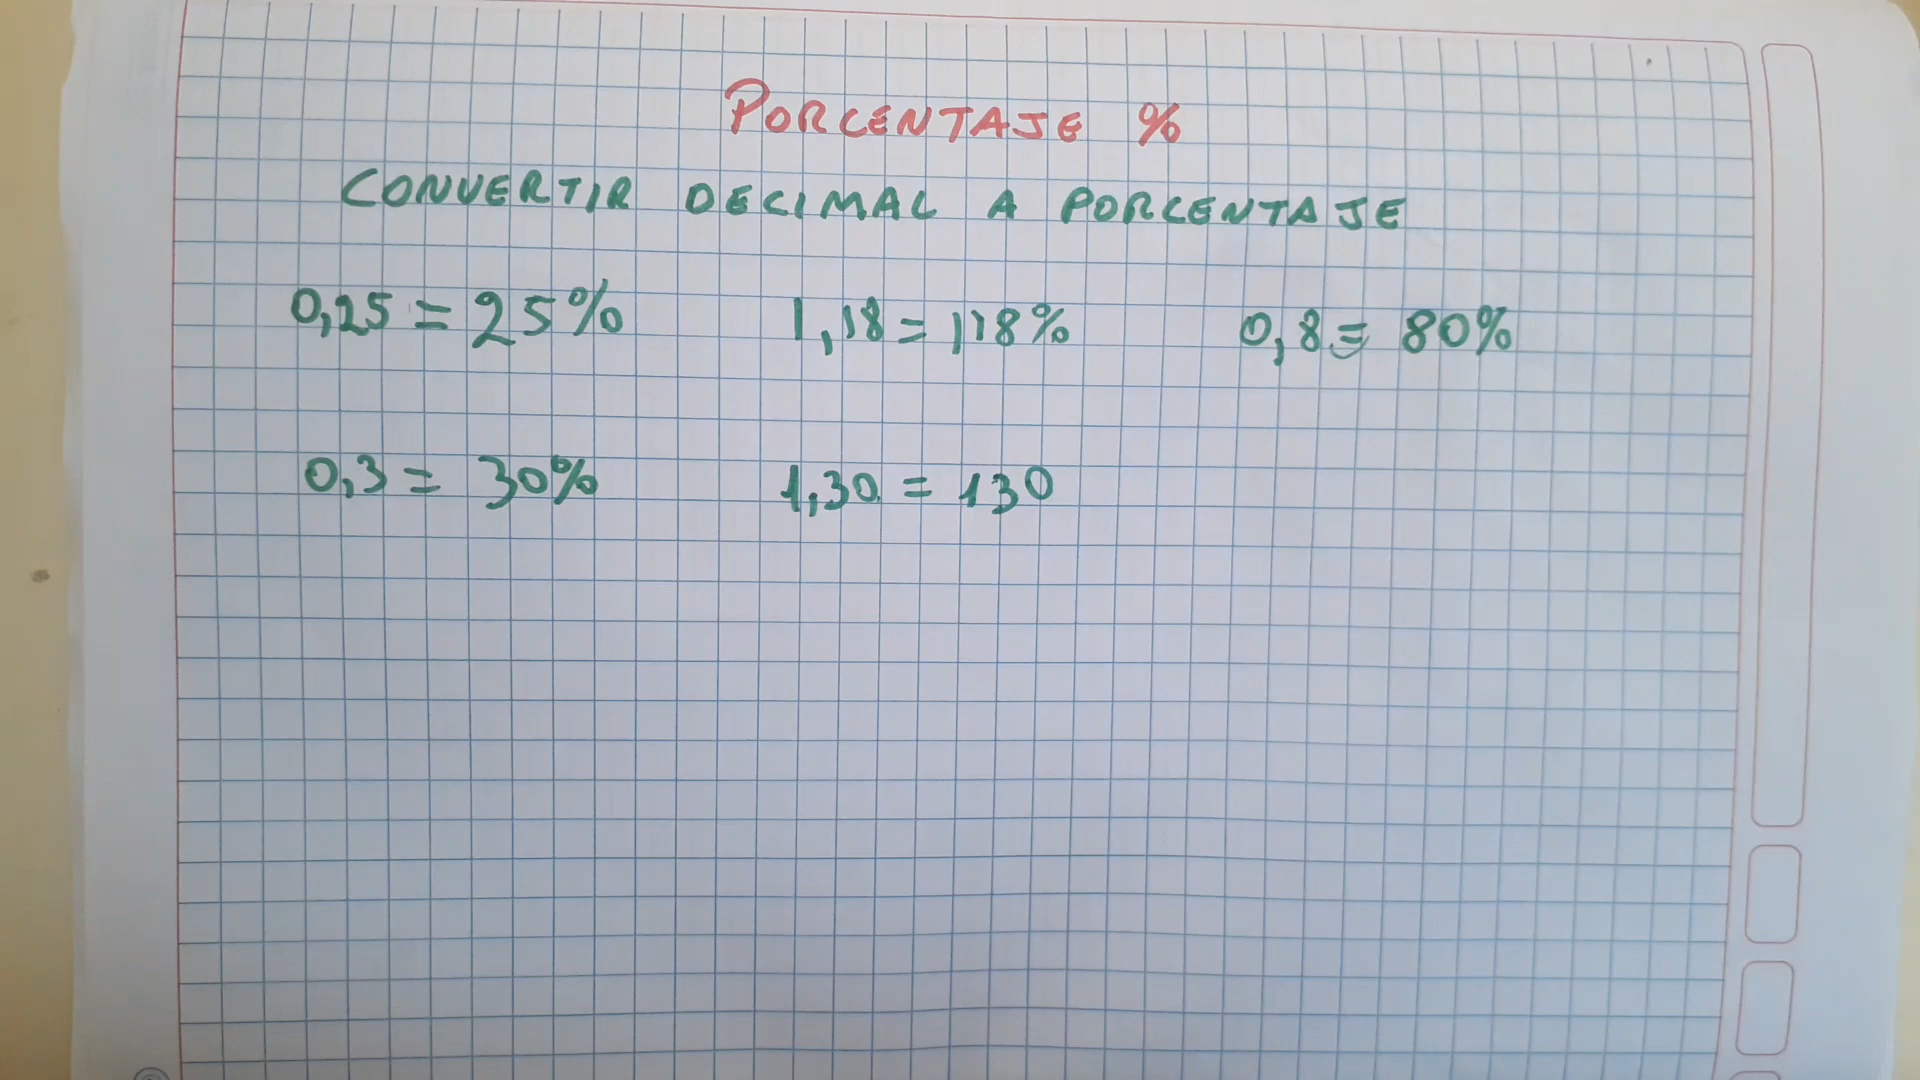 PORCENTAJE %
CONVERTIR DECIMAL A PORCENTAJE
0,25 = 25% 1,18 = 118% 0,8 = 80%
0,3 = 30% 1,30 = 130